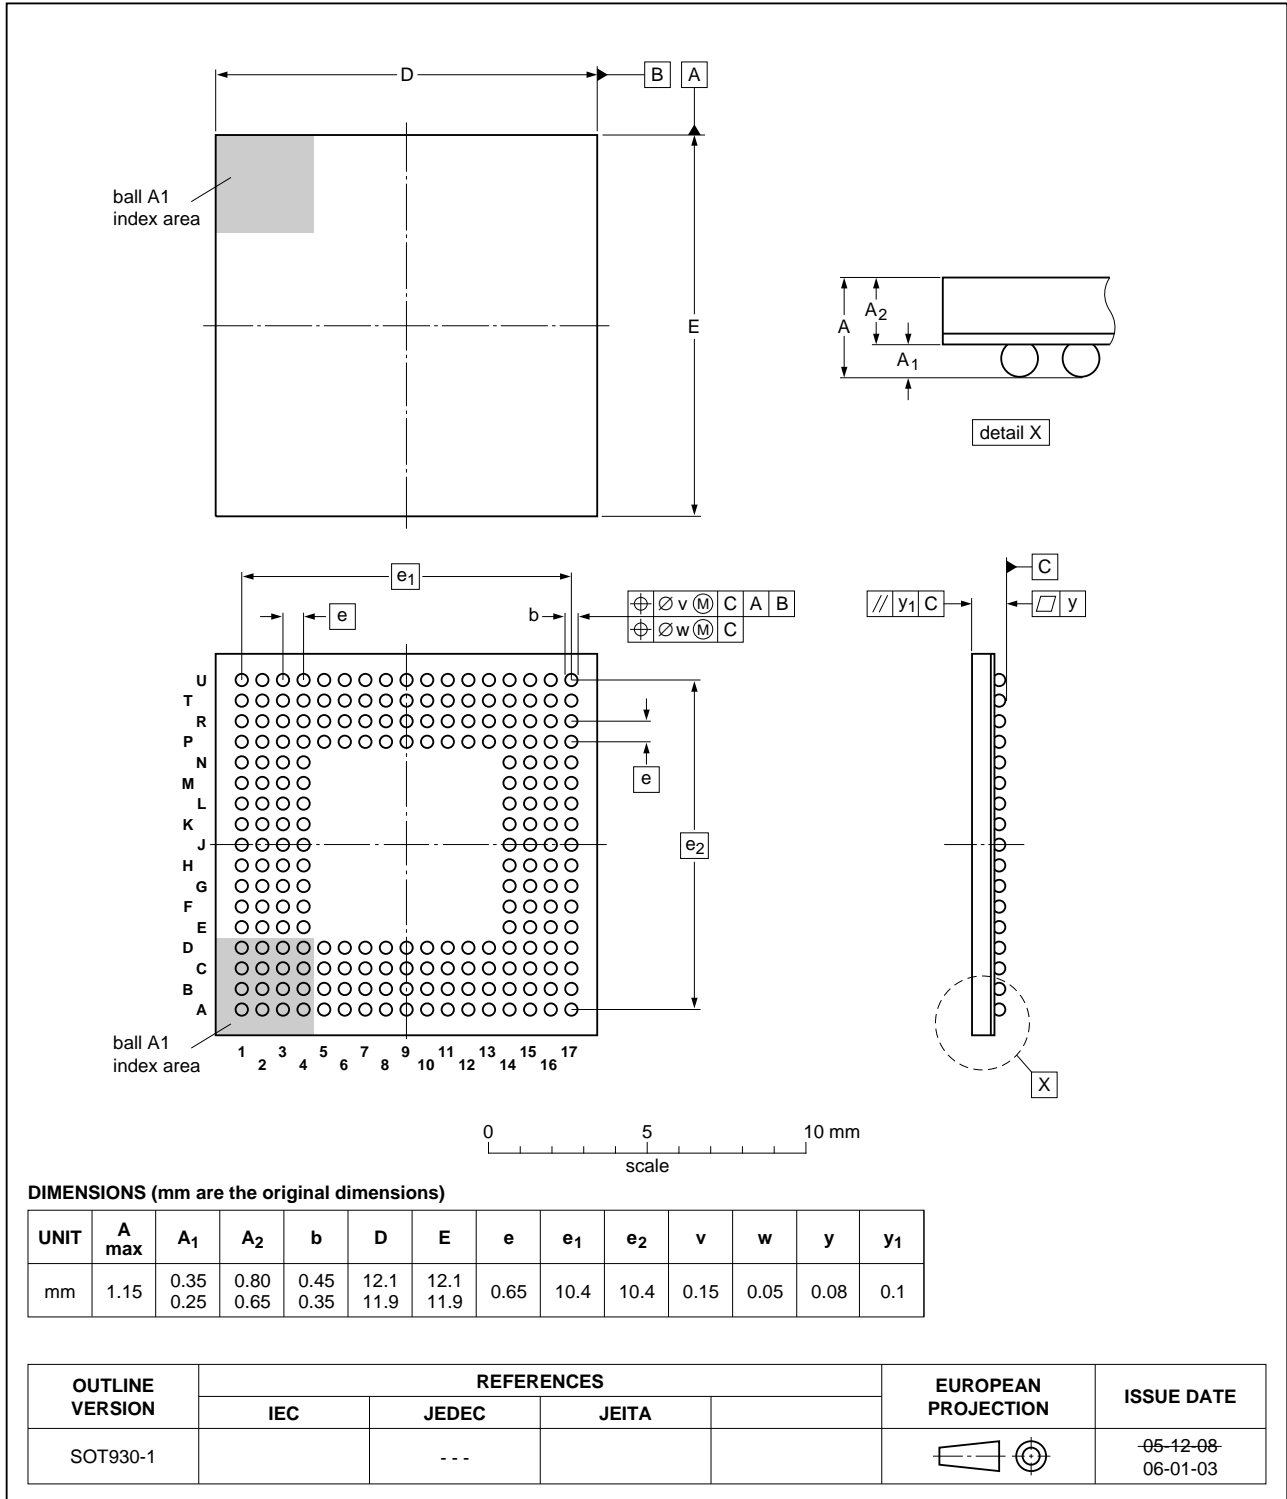 D
B
A
ball A1
index area
E
A
A2
A1
detail X
e1
e
b
⌖ ∅ v Ⓜ C A B
⌖ ∅ w Ⓜ C
C
// y1 C
▱ y
U
T
R
P
N
M
L
K
J
H
G
F
E
D
C
B
A
e
e2
ball A1
index area
1 3 5 7 9 11 13 15 17
2 4 6 8 10 12 14 16
X
0 5 10 mm
scale
DIMENSIONS (mm are the original dimensions)
UNIT A max A1 A2 b D E e e1 e2 v w y y1
mm 1.15 0.35 0.25 0.80 0.65 0.45 0.35 12.1 11.9 12.1 11.9 0.65 10.4 10.4 0.15 0.05 0.08 0.1
OUTLINE VERSION REFERENCES EUROPEAN PROJECTION ISSUE DATE
IEC JEDEC JEITA
SOT930-1 - - - 05-12-08
06-01-03